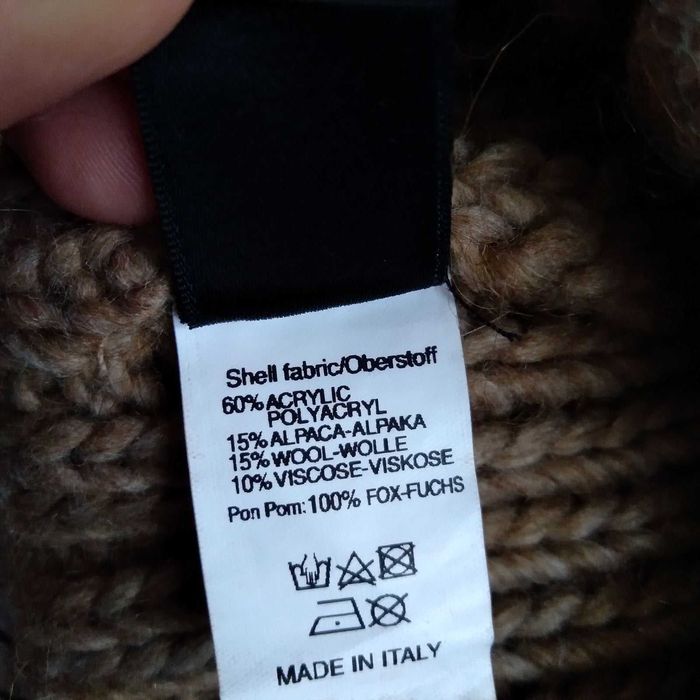 Shell fabric/Oberstoff
60% ACRYLIC
POLYACRYL
15% ALPACA-ALPAKA
15% WOOL-WOLLE
10% VISCOSE-VISKOSE
Pon Pom: 100% FOX-FUCHS
MADE IN ITALY